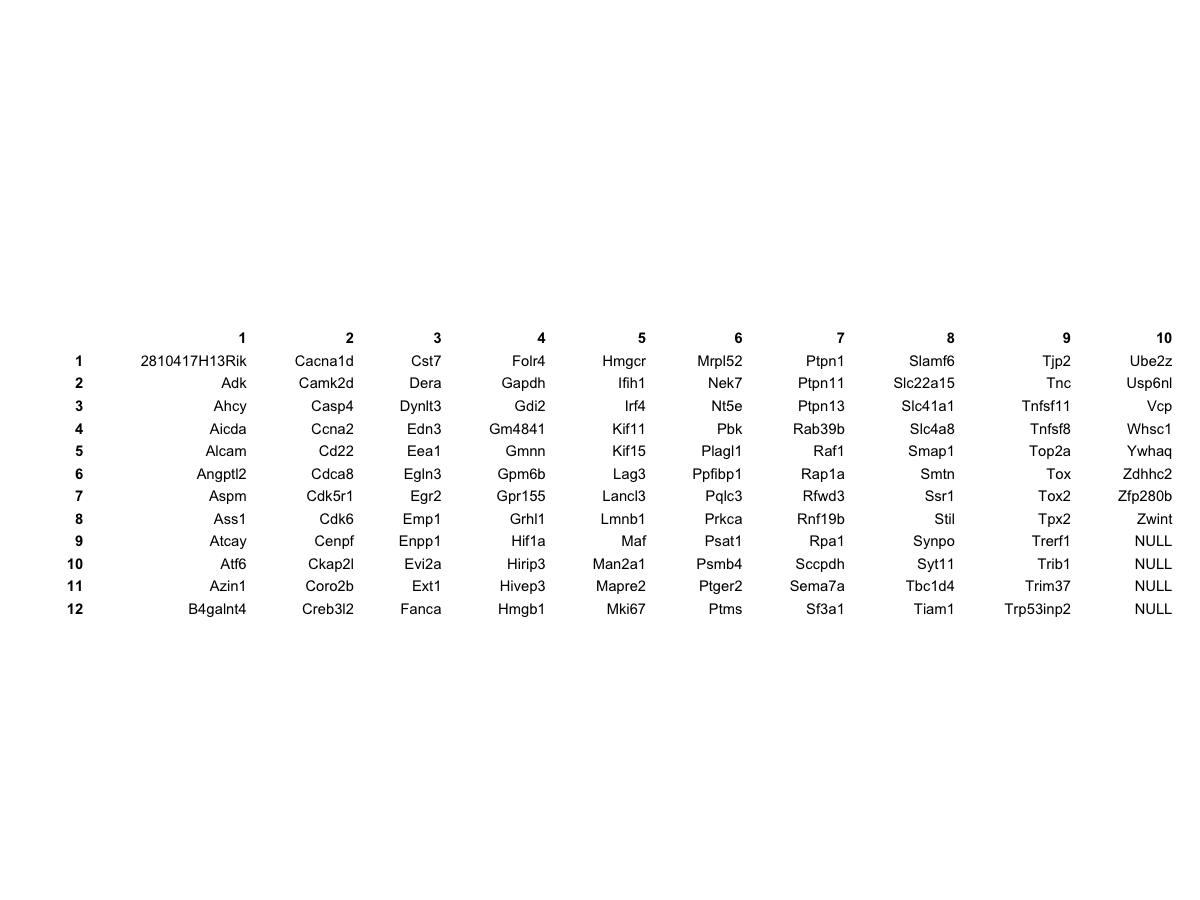 1 2 3 4 5 6 7 8 9 10
1 2810417H13Rik Cacna1d Cst7 Folr4 Hmgcr Mrpl52 Ptpn1 Slamf6 Tjp2 Ube2z
2 Adk Camk2d Dera Gapdh Ifih1 Nek7 Ptpn11 Slc22a15 Tnc Usp6nl
3 Ahcy Casp4 Dynlt3 Gdi2 Irf4 Nt5e Ptpn13 Slc41a1 Tnfsf11 Vcp
4 Aicda Ccna2 Edn3 Gm4841 Kif11 Pbk Rab39b Slc4a8 Tnfsf8 Whsc1
5 Alcam Cd22 Eea1 Gmnn Kif15 Plagl1 Raf1 Smap1 Top2a Ywhaq
6 Angptl2 Cdca8 Egln3 Gpm6b Lag3 Ppfibp1 Rap1a Smtn Tox Zdhhc2
7 Aspm Cdk5r1 Egr2 Gpr155 Lancl3 Pqlc3 Rfwd3 Ssr1 Tox2 Zfp280b
8 Ass1 Cdk6 Emp1 Grhl1 Lmnb1 Prkca Rnf19b Stil Tpx2 Zwint
9 Atcay Cenpf Enpp1 Hif1a Maf Psat1 Rpa1 Synpo Trerf1 NULL
10 Atf6 Ckap2l Evi2a Hirip3 Man2a1 Psmb4 Sccpdh Syt11 Trib1 NULL
11 Azin1 Coro2b Ext1 Hivep3 Mapre2 Ptger2 Sema7a Tbc1d4 Trim37 NULL
12 B4galnt4 Creb3l2 Fanca Hmgb1 Mki67 Ptms Sf3a1 Tiam1 Trp53inp2 NULL